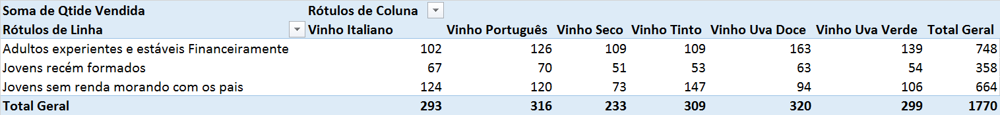 Soma de Qtide Vendida Rótulos de Coluna
Rótulos de Linha Vinho Italiano Vinho Português Vinho Seco Vinho Tinto Vinho Uva Doce Vinho Uva Verde Total Geral
Adultos experientes e estáveis Financeiramente 102 126 109 109 163 139 748
Jovens recém formados 67 70 51 53 63 54 358
Jovens sem renda morando com os pais 124 120 73 147 94 106 664
Total Geral 293 316 233 309 320 299 1770